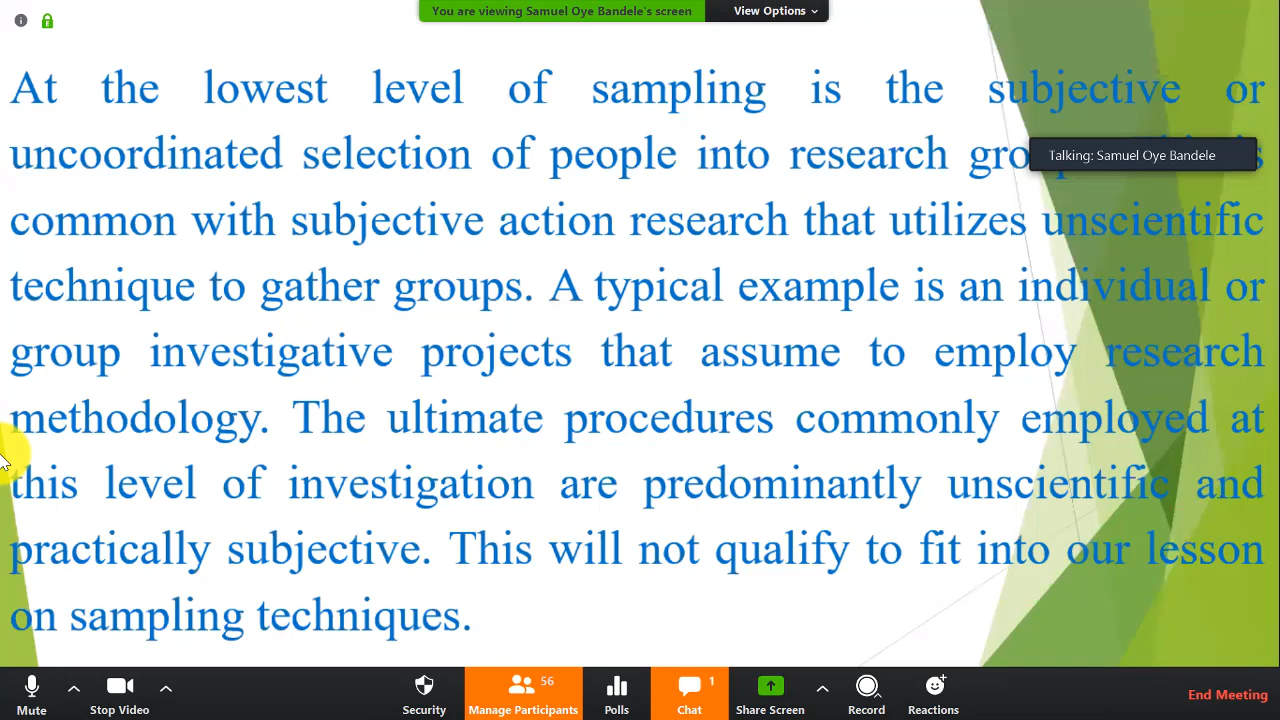 You are viewing Samuel Oye Bandele's screen View Options
At the lowest level of sampling is the subjective or
uncoordinated selection of people into research
Talking: Samuel Oye Bandele
common with subjective action research that utilizes unscientific
technique to gather groups. A typical example is an individual or
group investigative projects that assume to employ research
methodology. The ultimate procedures commonly employed at
this level of investigation are predominantly unscientific and
practically subjective. This will not qualify to fit into our lesson
on sampling techniques.
56 1
Mute Stop Video Security Manage Participants Polls Chat Share Screen Record Reactions End Meeting